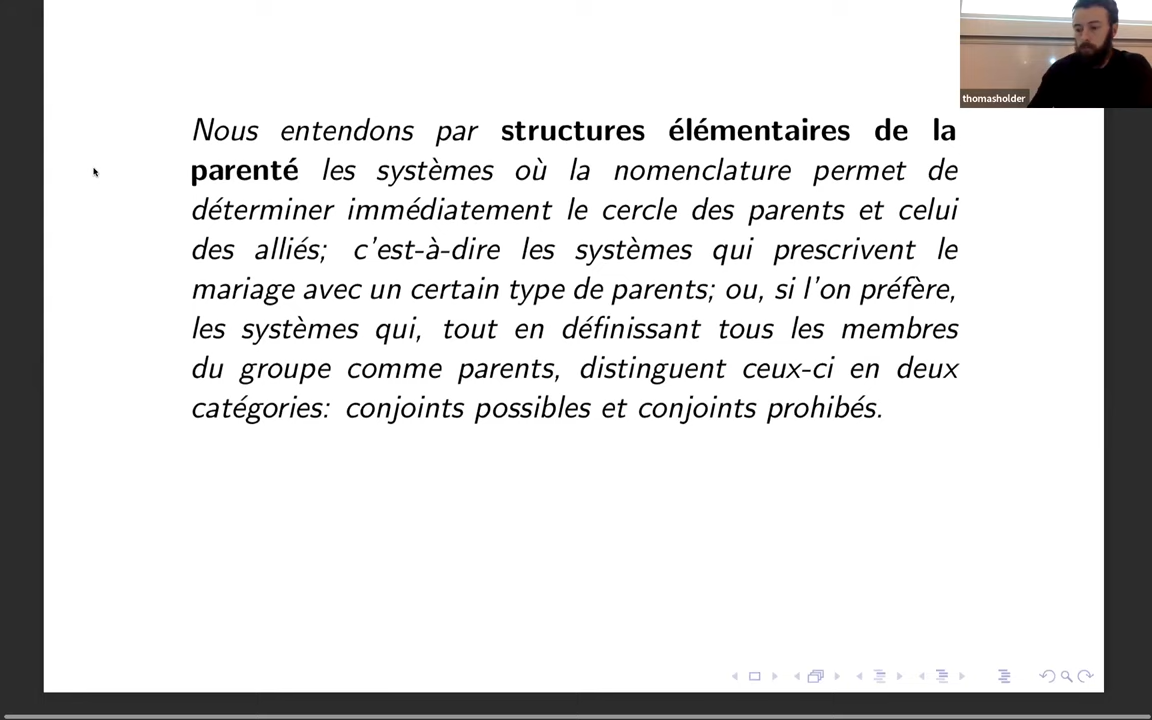 thomasholder
Nous entendons par structures élémentaires de la
parenté les systèmes où la nomenclature permet de
déterminer immédiatement le cercle des parents et celui
des alliés; c'est-à-dire les systèmes qui prescrivent le
mariage avec un certain type de parents; ou, si l'on préfère,
les systèmes qui, tout en définissant tous les membres
du groupe comme parents, distinguent ceux-ci en deux
catégories: conjoints possibles et conjoints prohibés.